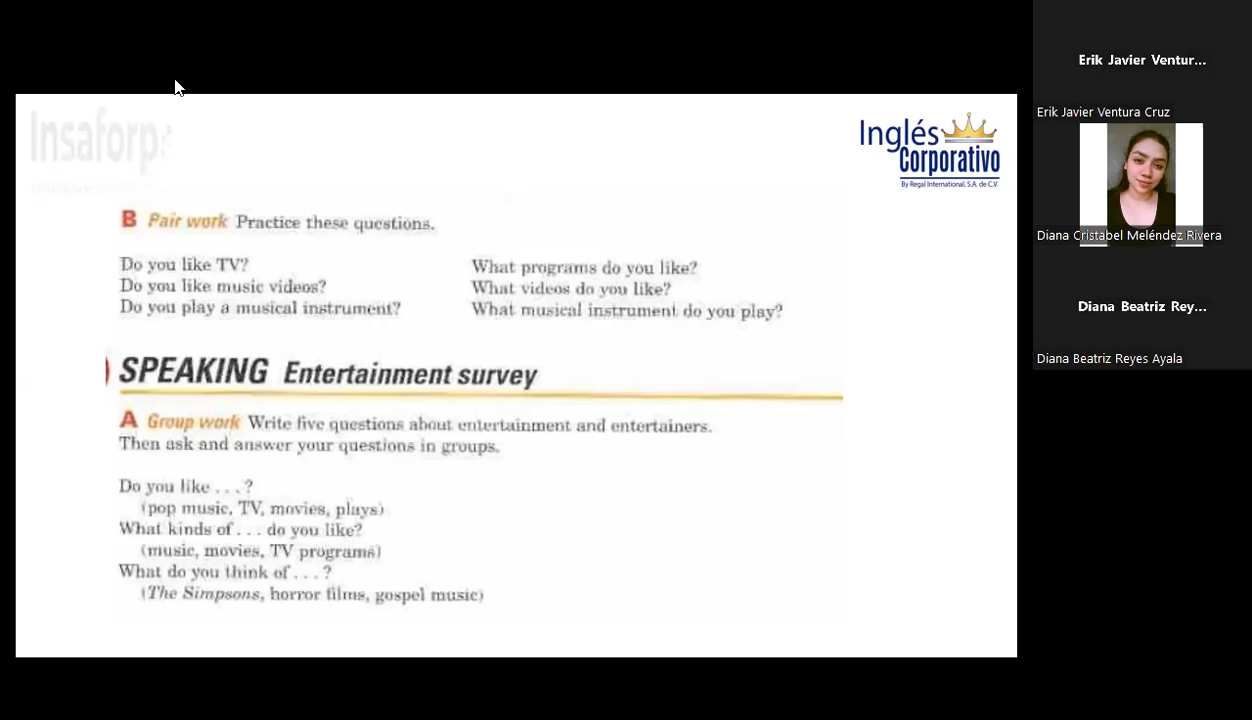 Insaforp
Inglés
Corporativo
By Regal International, S.A. de C.V.
B Pair work Practice these questions.
Do you like TV?
Do you like music videos?
Do you play a musical instrument?
What programs do you like?
What videos do you like?
What musical instrument do you play?
SPEAKING Entertainment survey
A Group work Write five questions about entertainment and entertainers.
Then ask and answer your questions in groups.
Do you like . . . ?
(pop music, TV, movies, plays)
What kinds of . . . do you like?
(music, movies, TV programs)
What do you think of . . . ?
(The Simpsons, horror films, gospel music)
Erik Javier Ventur...
Erik Javier Ventura Cruz
Diana Cristabel Meléndez Rivera
Diana Beatriz Rey...
Diana Beatriz Reyes Ayala